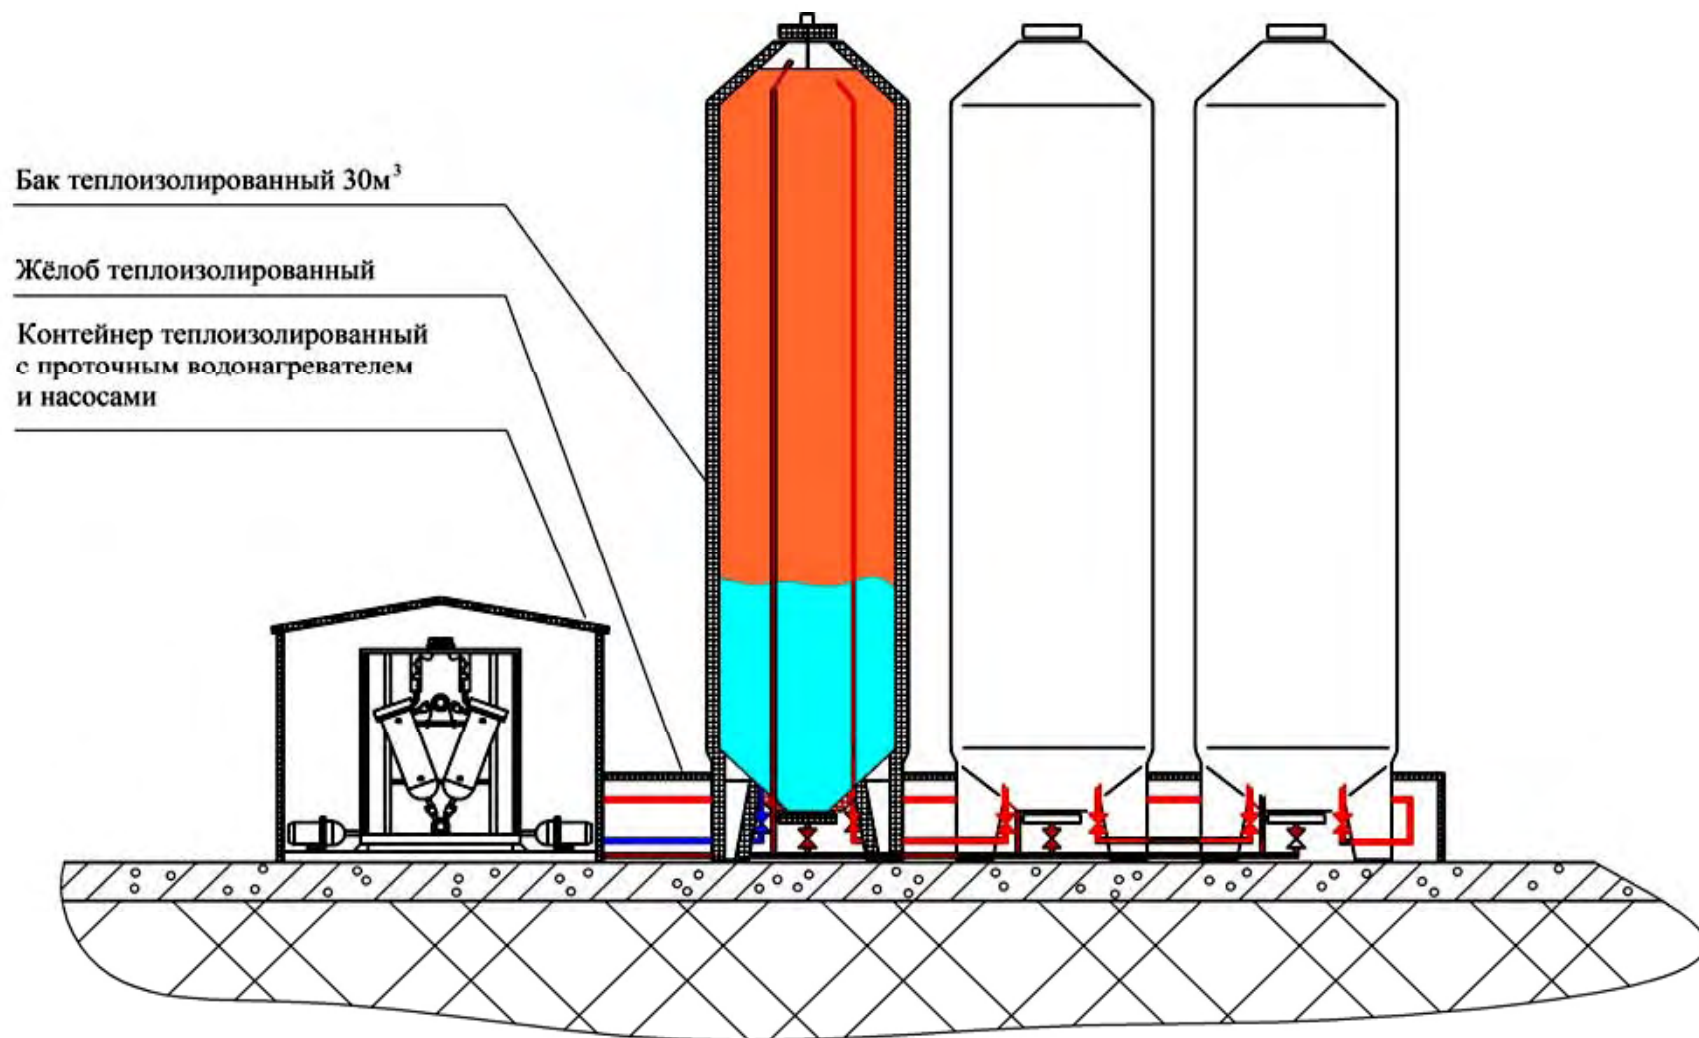 Бак теплоизолированный 30м³
Жёлоб теплоизолированный
Контейнер теплоизолированный
с проточным водонагревателем
и насосами